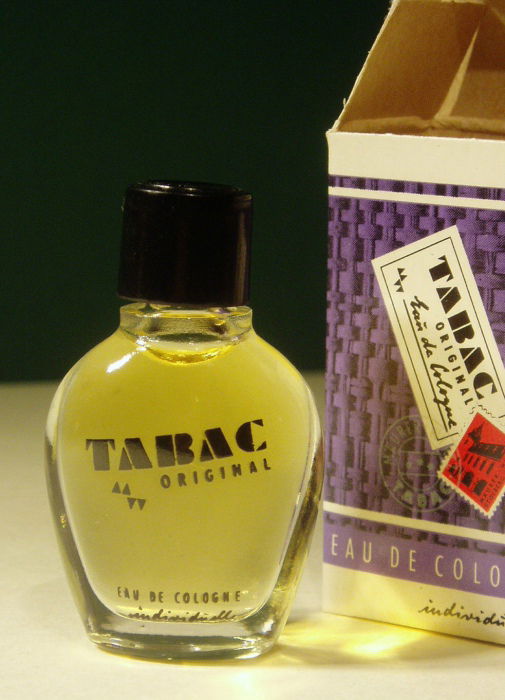 TABAC
ORIGINAL
EAU DE COLOGNE
individuelle
TABAC
ORIGINAL
Eau de Cologne
EAU DE COLO
individu